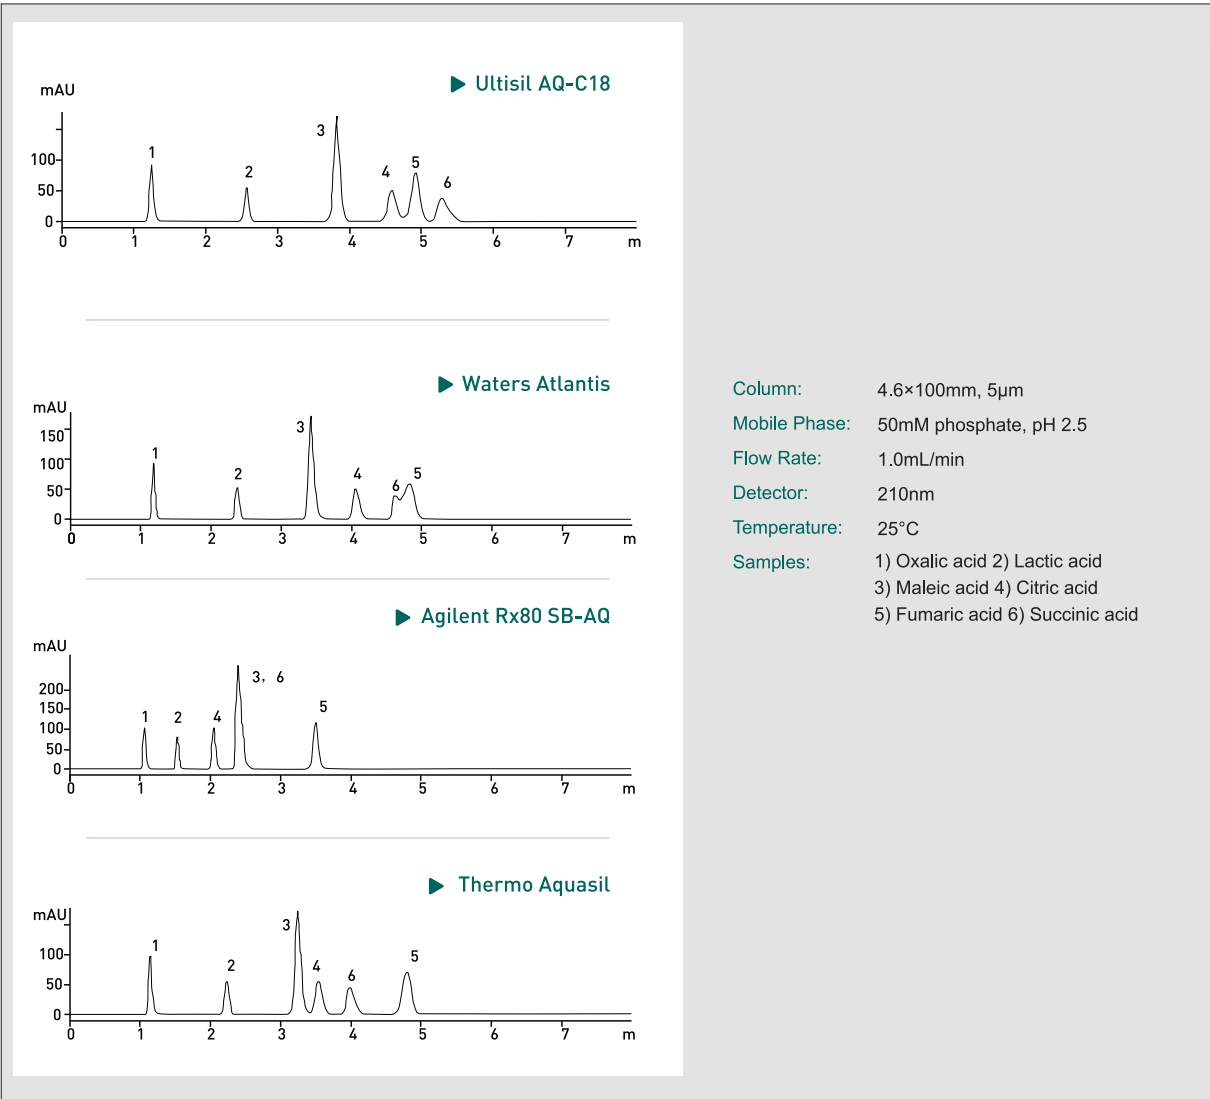 ▶ Ultisil AQ-C18
mAU
3
1
5
2
4
6
100
50
0
0 1 2 3 4 5 6 7 m
▶ Waters Atlantis
mAU
150
3
1
2
4
6
5
100
50
0
0 1 2 3 4 5 6 7 m
▶ Agilent Rx80 SB-AQ
mAU
3, 6
200
150
1
2
4
5
100
50
0
0 1 2 3 4 5 6 7 m
▶ Thermo Aquasil
mAU
3
1
2
4
6
5
100
50
0
0 1 2 3 4 5 6 7 m
Column: 4.6×100mm, 5μm
Mobile Phase: 50mM phosphate, pH 2.5
Flow Rate: 1.0mL/min
Detector: 210nm
Temperature: 25°C
Samples: 1) Oxalic acid 2) Lactic acid
3) Maleic acid 4) Citric acid
5) Fumaric acid 6) Succinic acid